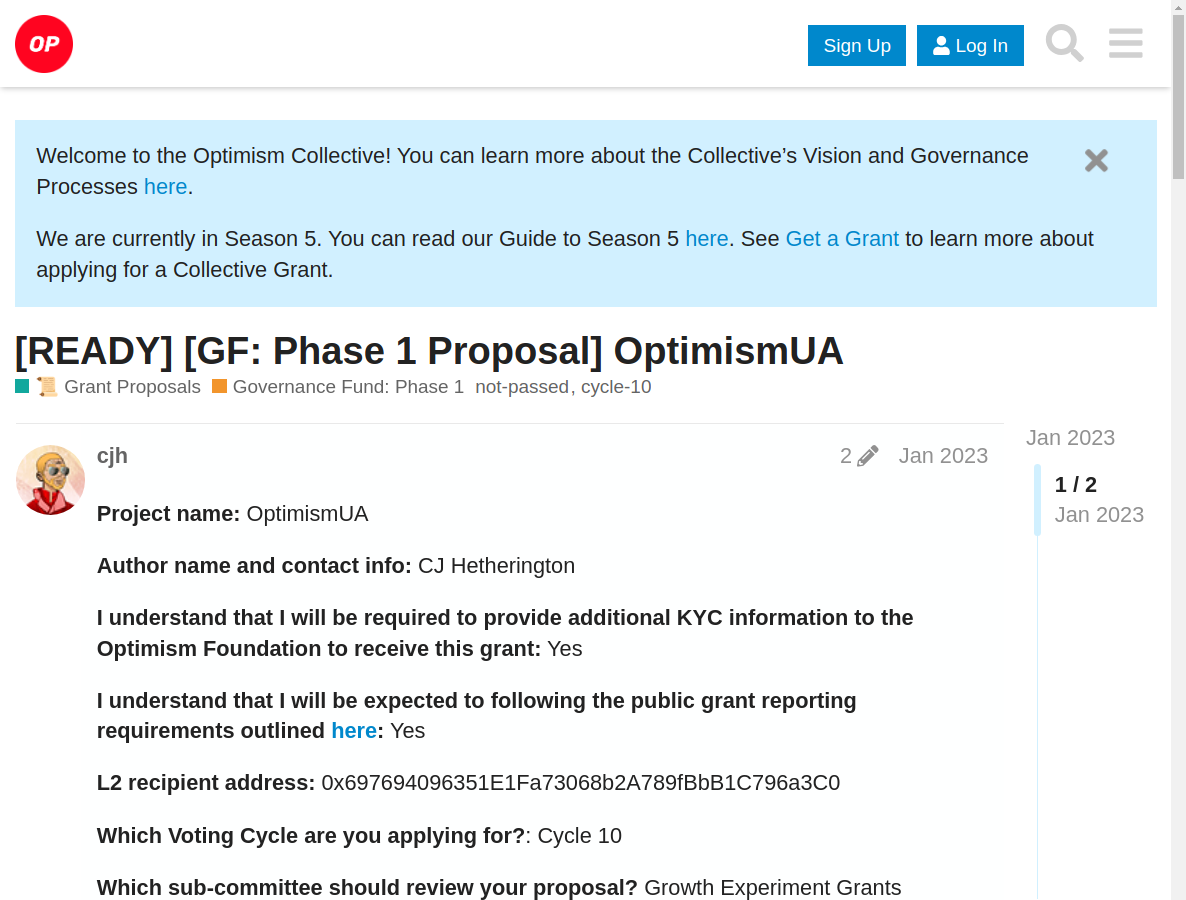 OP
Sign Up
Log In
Welcome to the Optimism Collective! You can learn more about the Collective’s Vision and Governance
Processes here.
We are currently in Season 5. You can read our Guide to Season 5 here. See Get a Grant to learn more about
applying for a Collective Grant.
[READY] [GF: Phase 1 Proposal] OptimismUA
Grant Proposals Governance Fund: Phase 1 not-passed, cycle-10
cjh 2 Jan 2023
Jan 2023
1 / 2
Jan 2023
Project name: OptimismUA
Author name and contact info: CJ Hetherington
I understand that I will be required to provide additional KYC information to the
Optimism Foundation to receive this grant: Yes
I understand that I will be expected to following the public grant reporting
requirements outlined here: Yes
L2 recipient address: 0x697694096351E1Fa73068b2A789fBbB1C796a3C0
Which Voting Cycle are you applying for?: Cycle 10
Which sub-committee should review your proposal? Growth Experiment Grants